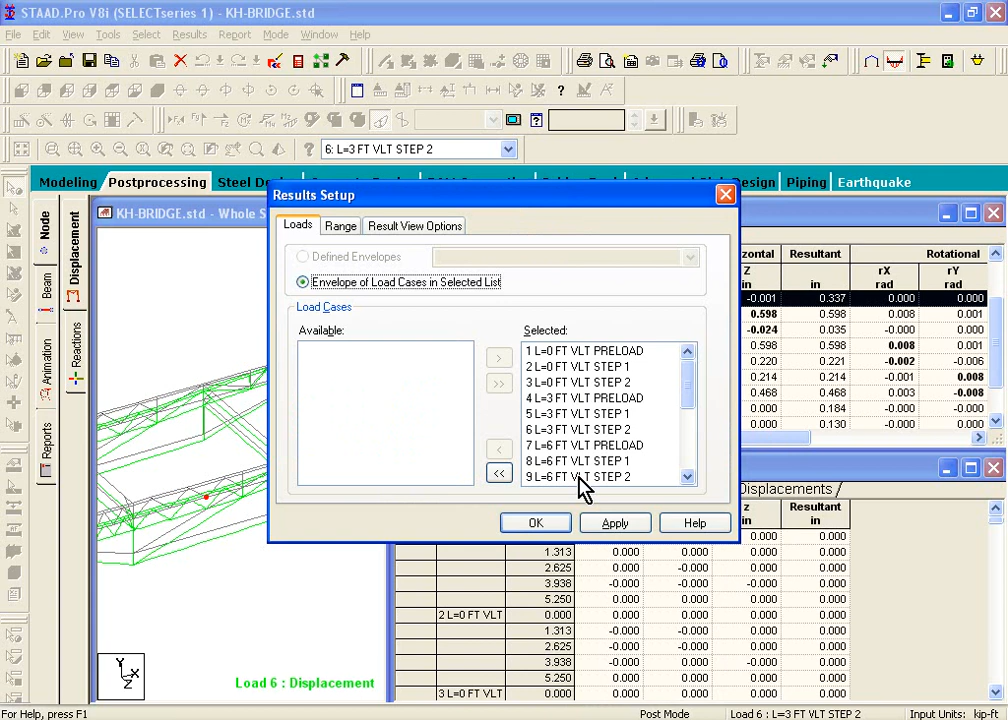 STAAD.Pro V8i (SELECTseries 1) - KH-BRIDGE.std
File Edit View Tools Select Results Report Mode Window Help
6: L=3 FT VLT STEP 2
Modeling Postprocessing Steel Design Piping Earthquake
KH-BRIDGE.std - Whole S
Node
Displacement
Beam
Reactions
Animation
Reports
Results Setup
Loads Range Result View Options
Defined Envelopes
Envelope of Load Cases in Selected List
Load Cases
Available: Selected:
1 L=0 FT VLT PRELOAD
2 L=0 FT VLT STEP 1
3 L=0 FT VLT STEP 2
4 L=3 FT VLT PRELOAD
5 L=3 FT VLT STEP 1
6 L=3 FT VLT STEP 2
7 L=6 FT VLT PRELOAD
8 L=6 FT VLT STEP 1
9 L=6 FT VLT STEP 2
> >> < <<
OK Apply Help
zontal Resultant Rotational
Z in rX rY
in rad rad
-0.001 0.337 0.000 0.000
0.598 0.598 0.008 0.001
-0.024 0.035 -0.000 -0.000
0.598 0.598 0.008 0.001
0.220 0.221 -0.002 -0.006
0.214 0.214 -0.001 0.008
0.468 0.468 0.003 -0.008
0.000 0.184 -0.000 0.000
0.000 0.130 -0.000 0.000
Displacements
z Resultant
in in
0.000 0.000
1.313 0.000 -0.000 -0.000 0.000
2.625 0.000 -0.000 -0.000 0.000
3.938 0.000 -0.000 -0.000 0.000
5.250 0.000 0.000 0.000 0.000
2 L=0 FT VLT 0.000 0.000 0.000 0.000 0.000
1.313 -0.000 -0.000 0.000 0.000
2.625 -0.000 -0.000 0.000 0.000
3.938 -0.000 -0.000 0.000 0.000
5.250 0.000 -0.000 0.000 0.000
3 L=0 FT VLT 0.000 0.000 0.000 0.000 0.000
Y
X
Z
Load 6 : Displacement
For Help, press F1 Post Mode Load 6 : L=3 FT VLT STEP 2 Input Units: kip-ft